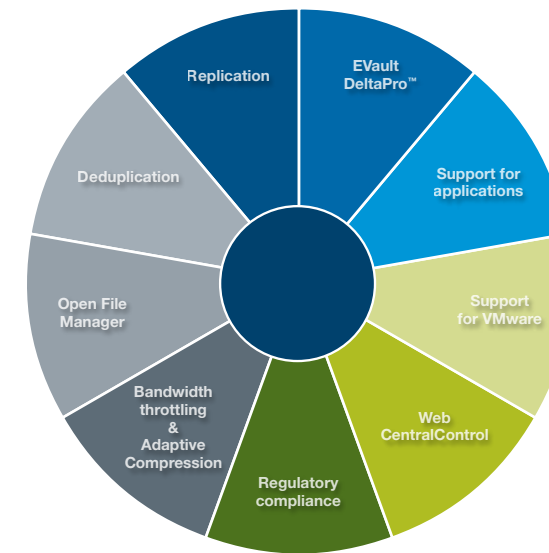 EVault
DeltaPro™
Support for
applications
Support
for VMware
Web
CentralControl
Regulatory
compliance
Bandwidth
throttling
&
Adaptive
Compression
Open File
Manager
Deduplication
Replication